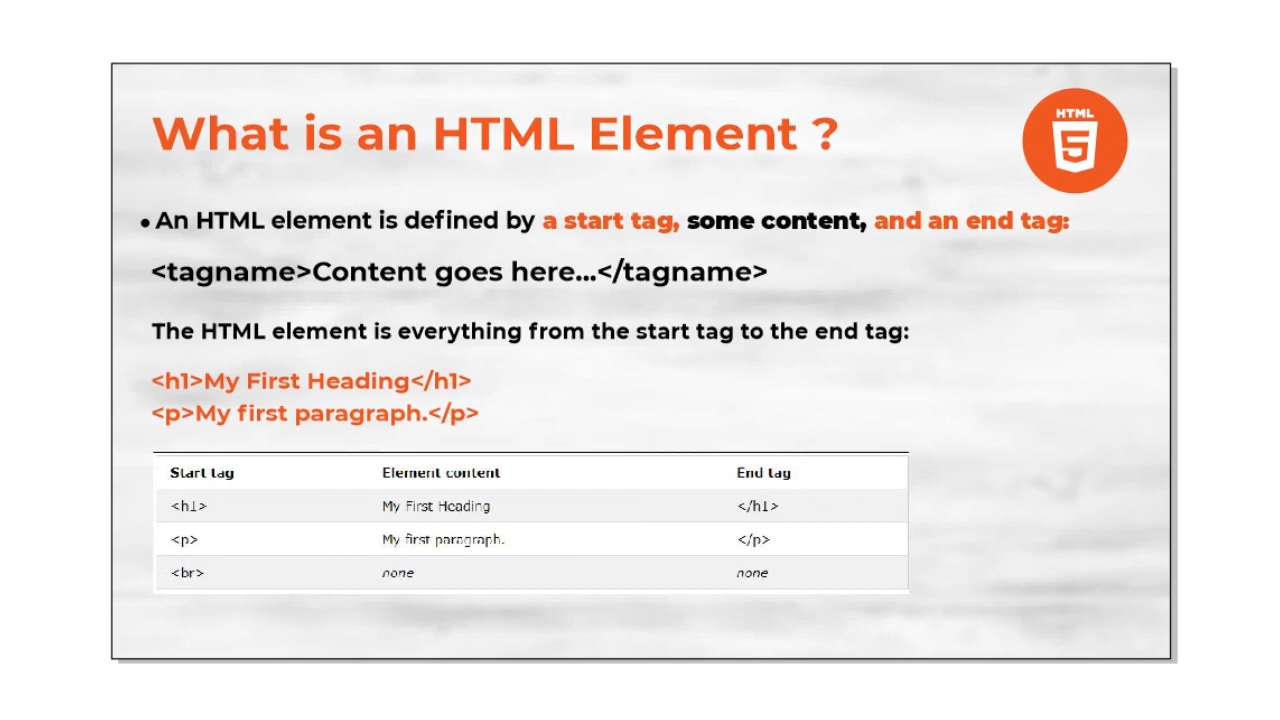 What is an HTML Element ?
HTML
5
• An HTML element is defined by a start tag, some content, and an end tag:
<tagname>Content goes here...</tagname>
The HTML element is everything from the start tag to the end tag:
<h1>My First Heading</h1>
<p>My first paragraph.</p>
Start tag Element content End tag
<h1> My First Heading </h1>
<p> My first paragraph. </p>
<br> none none